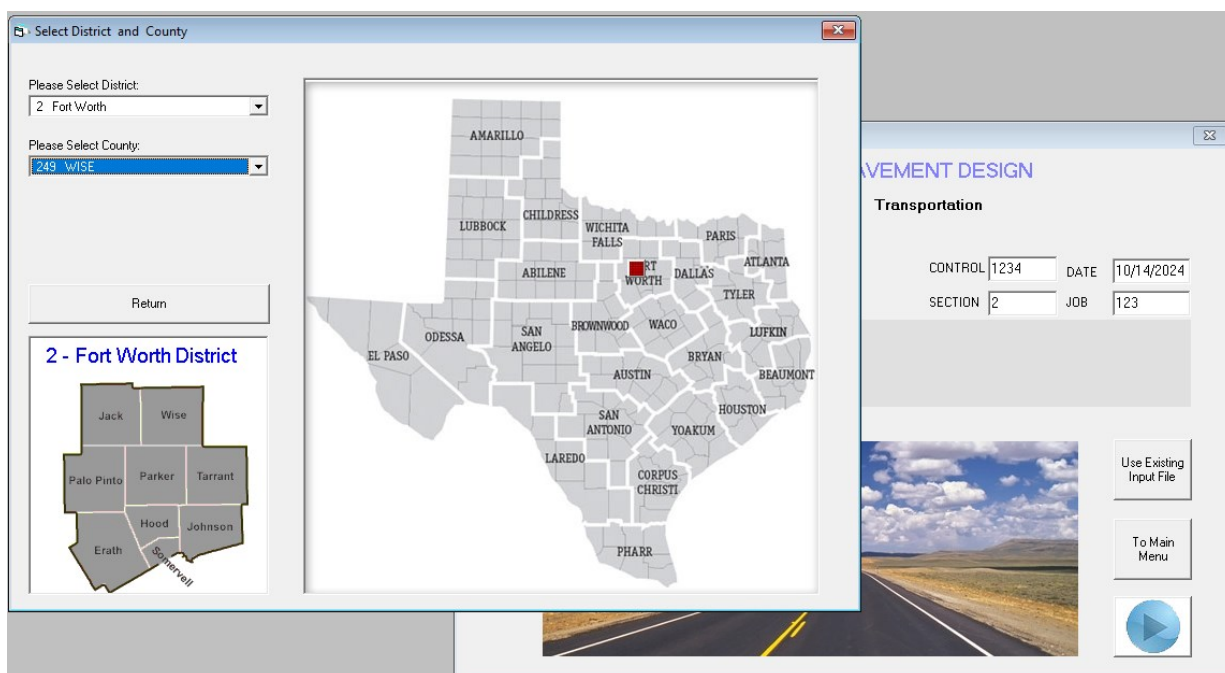 Select District and County
Please Select District:
2 Fort Worth
Please Select County:
249 WISE
Return
2 - Fort Worth District
Jack
Wise
Palo Pinto
Parker
Tarrant
Hood
Johnson
Erath
Somervell
AMARILLO
LUBBOCK
CHILDRESS
WICHITA
FALLS
PARIS
ATLANTA
ABILENE
RT
WORTH
DALLAS
TYLER
EL PASO
ODESSA
SAN
ANGELO
BROWNWOOD
WACO
LUFKIN
BRYAN
AUSTIN
BEAUMONT
HOUSTON
SAN
ANTONIO
YOAKUM
LAREDO
CORPUS
CHRISTI
PHARR
VEMENT DESIGN
Transportation
CONTROL 1234 DATE 10/14/2024
SECTION 2 JOB 123
Use Existing
Input File
To Main
Menu